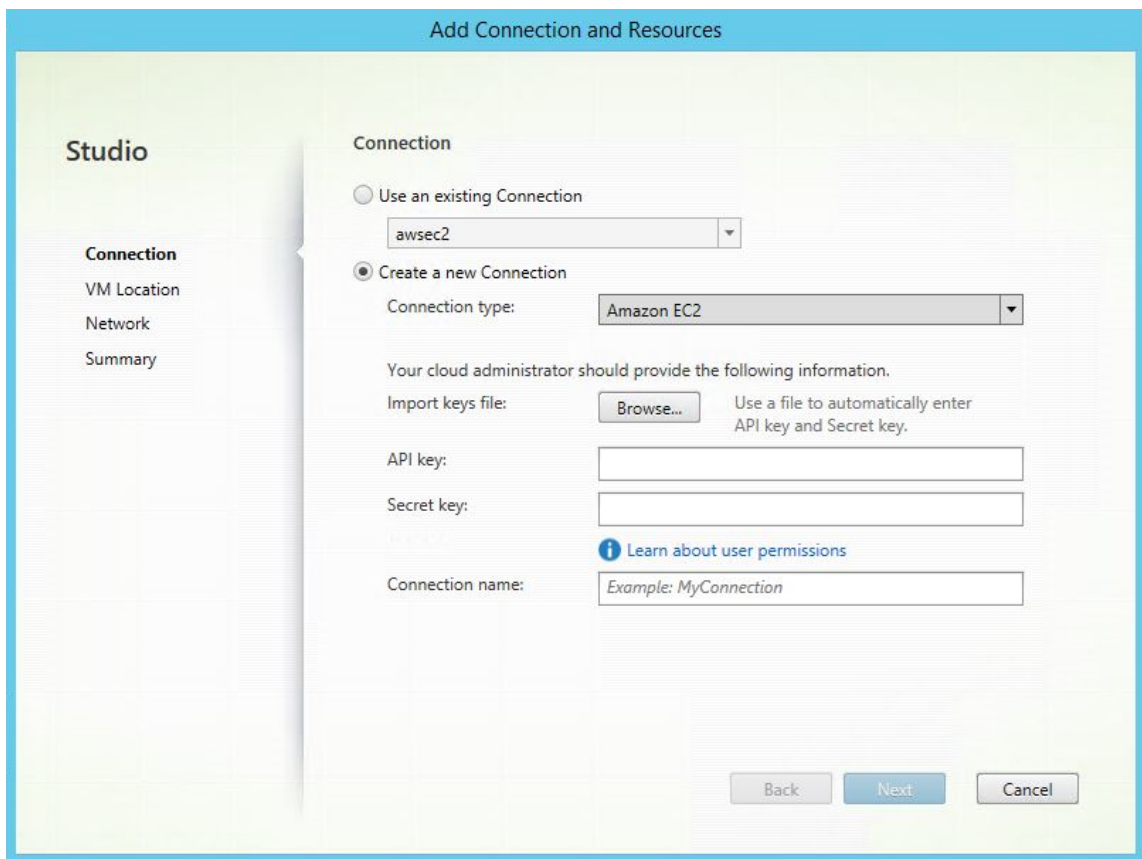 Add Connection and Resources
Studio
Connection
VM Location
Network
Summary
Connection
Use an existing Connection
awsec2
Create a new Connection
Connection type:
Amazon EC2
Your cloud administrator should provide the following information.
Import keys file:
Browse...
Use a file to automatically enter
API key and Secret key.
API key:
Secret key:
Learn about user permissions
Connection name:
Example: MyConnection
Back
Next
Cancel